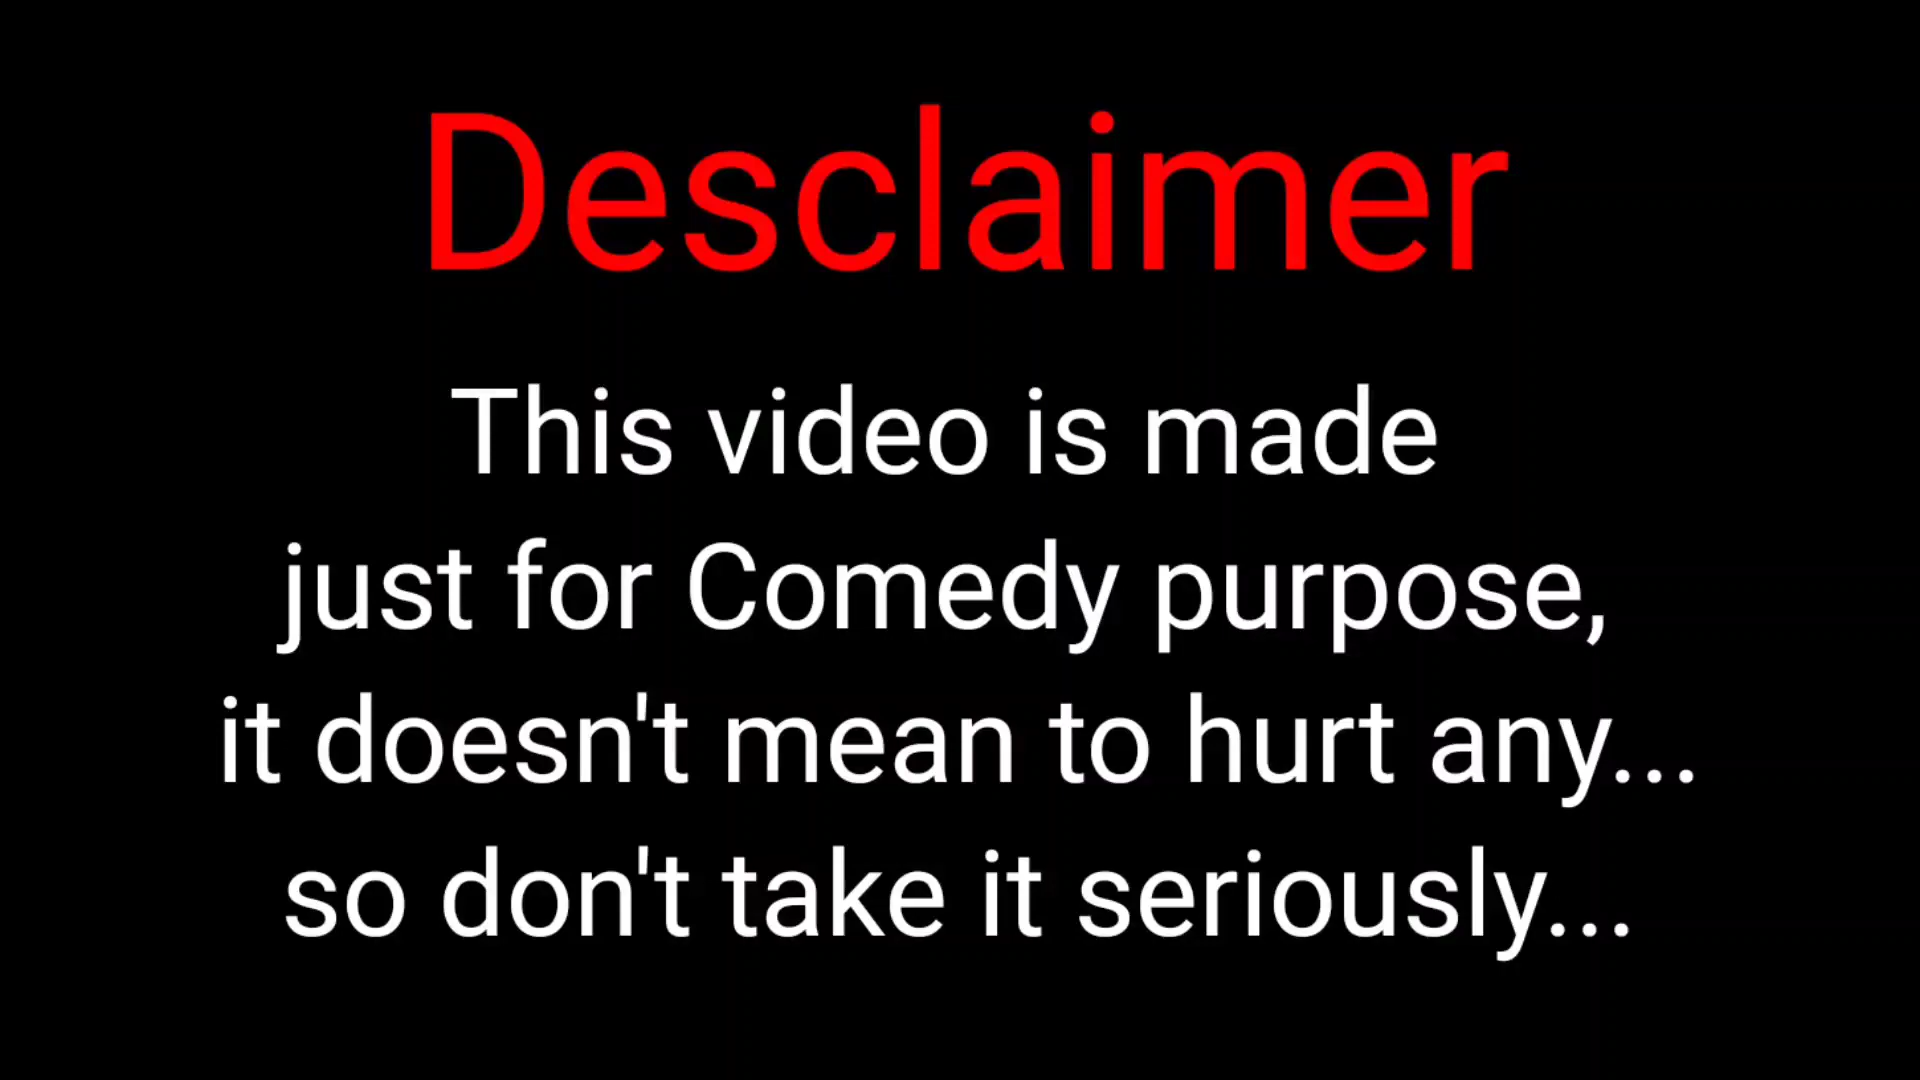 Desclaimer
This video is made
just for Comedy purpose,
it doesn't mean to hurt any...
so don't take it seriously...